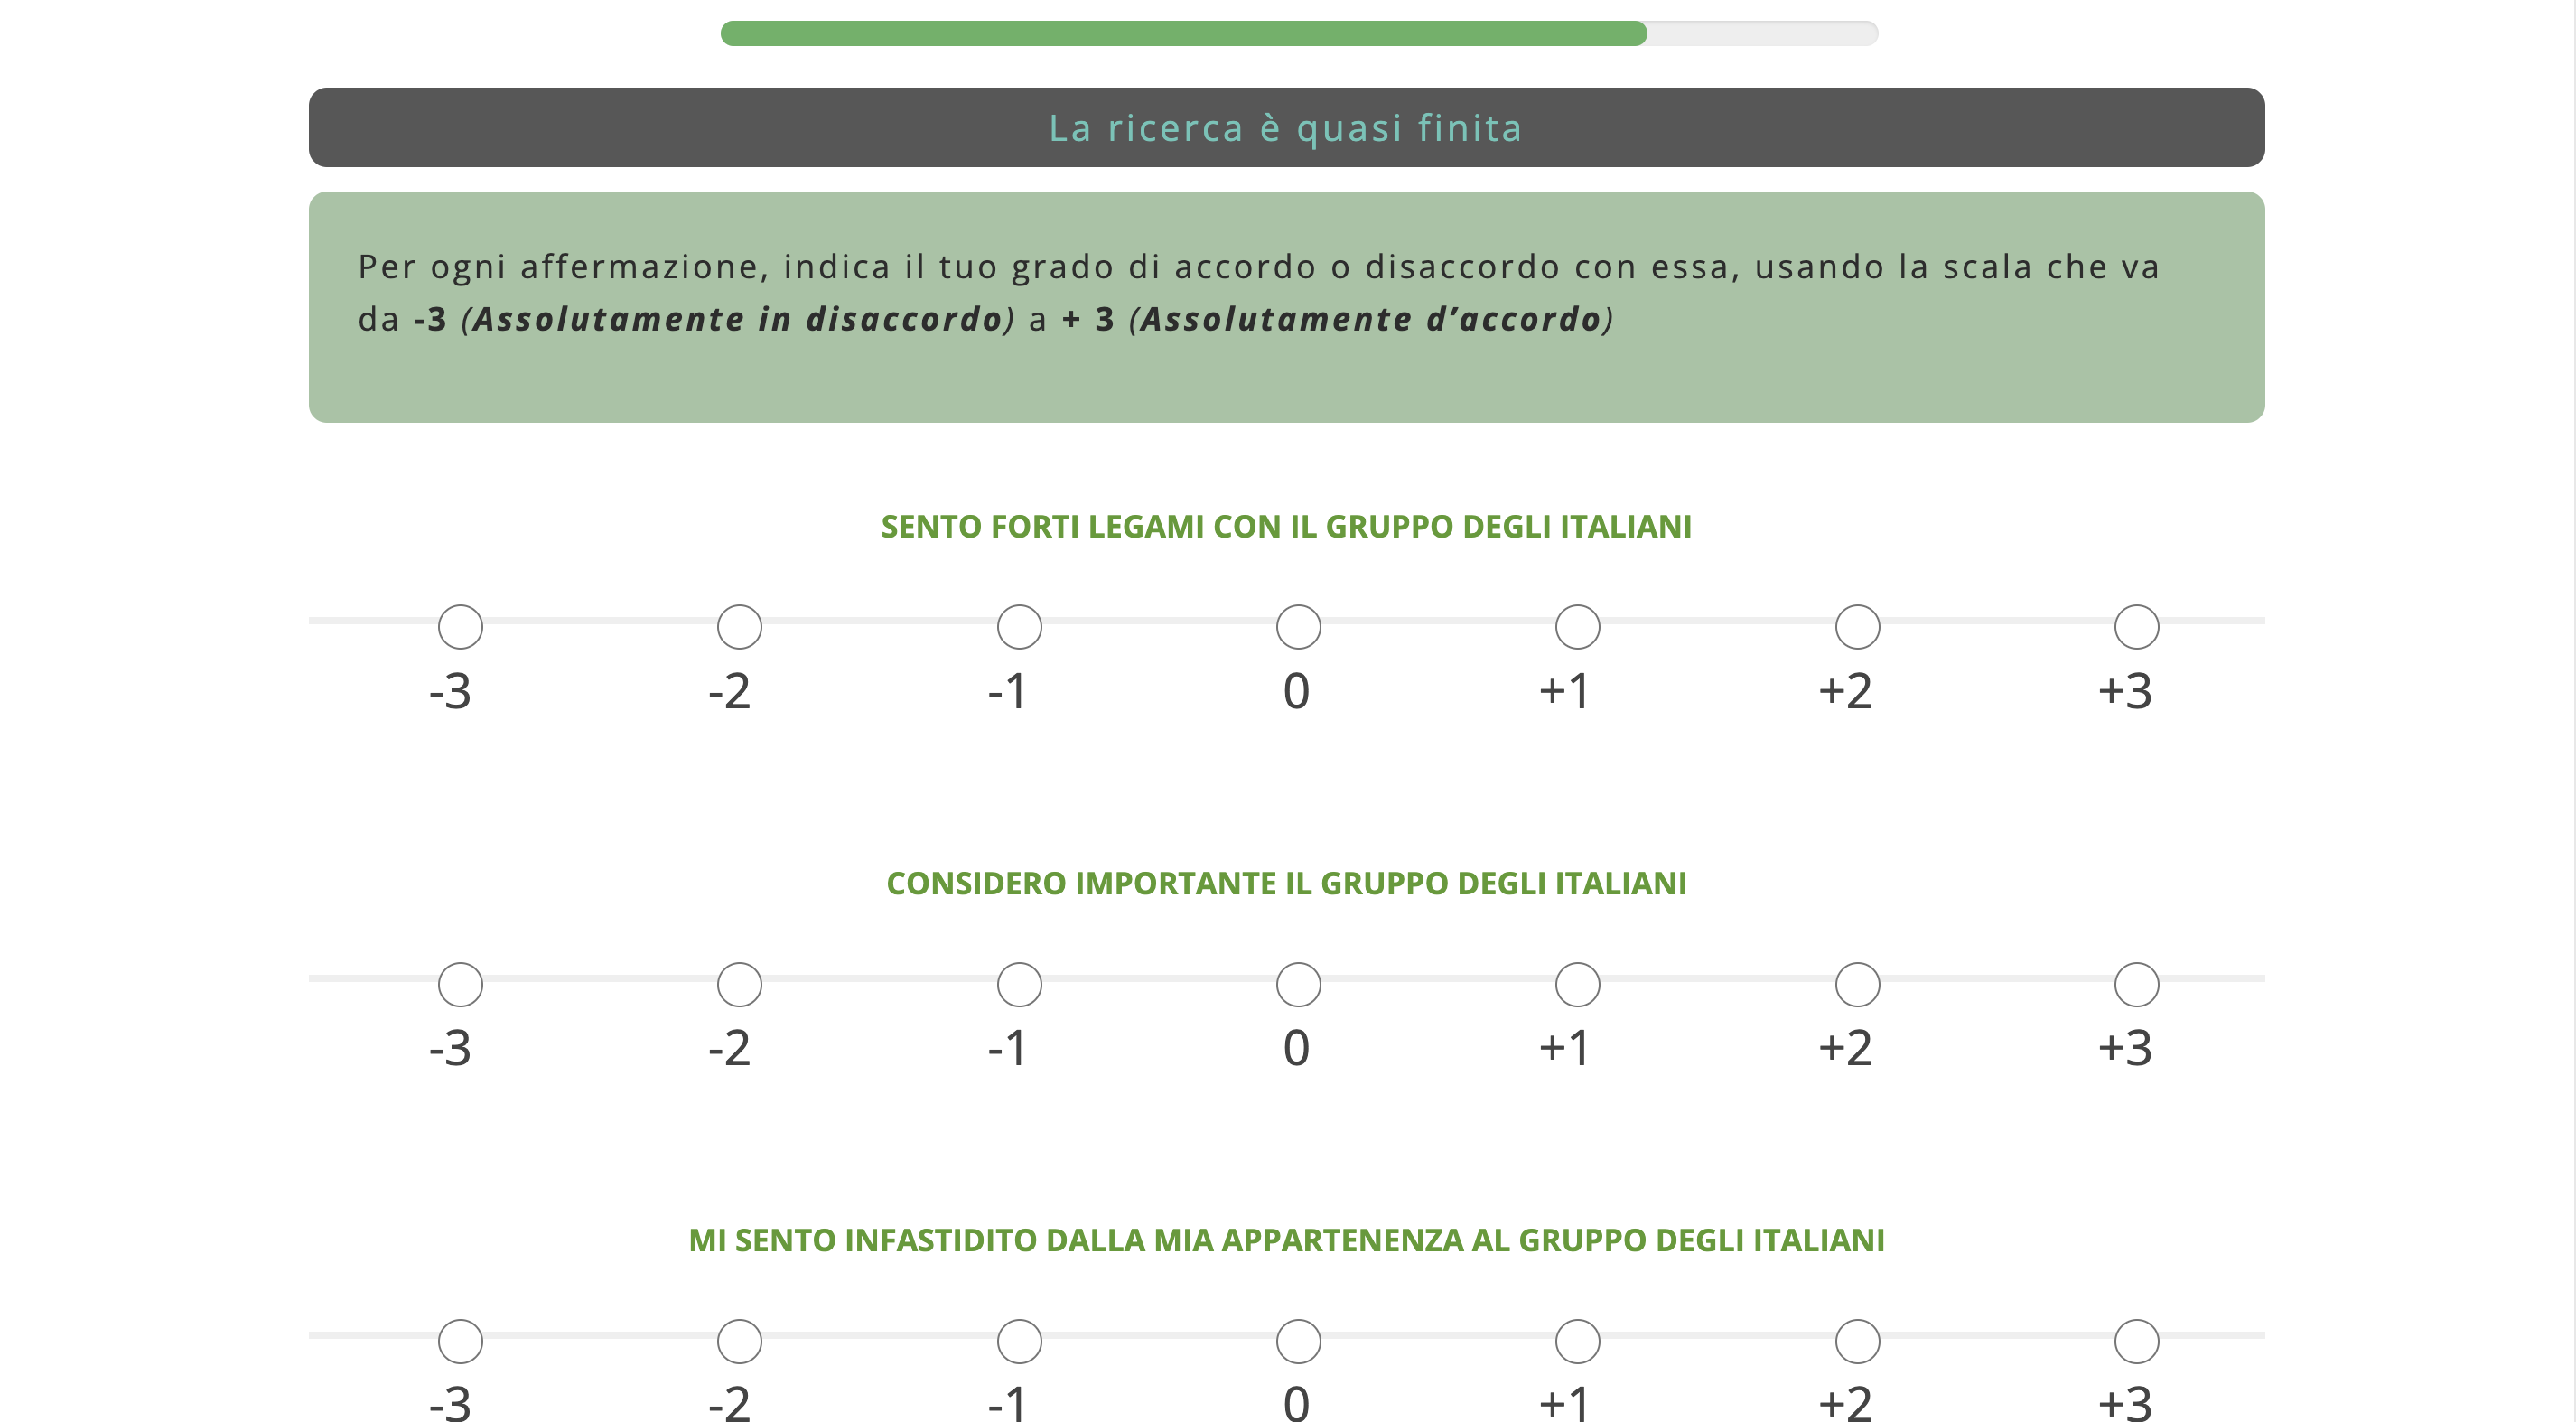 La ricerca è quasi finita
Per ogni affermazione, indica il tuo grado di accordo o disaccordo con essa, usando la scala che va
da -3 (Assolutamente in disaccordo) a + 3 (Assolutamente d’accordo)
SENTO FORTI LEGAMI CON IL GRUPPO DEGLI ITALIANI
-3 -2 -1 0 +1 +2 +3
CONSIDERO IMPORTANTE IL GRUPPO DEGLI ITALIANI
-3 -2 -1 0 +1 +2 +3
MI SENTO INFASTIDITO DALLA MIA APPARTENENZA AL GRUPPO DEGLI ITALIANI
-3 -2 -1 0 +1 +2 +3